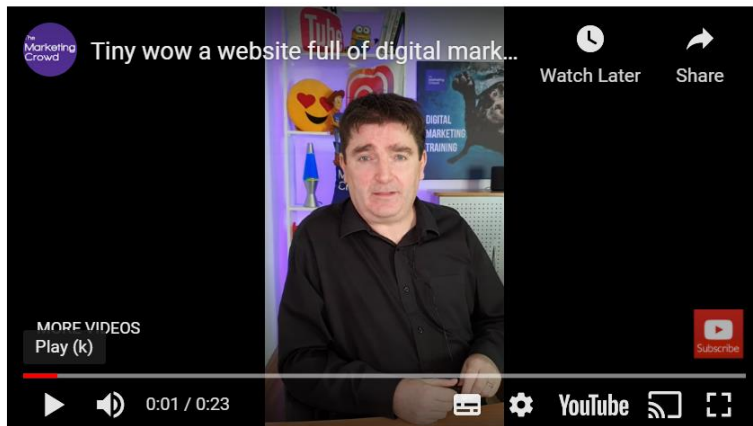 The
Marketing
Crowd
Tiny wow a website full of digital mark...
Watch Later
Share
Tube
DIGITAL
MARKETING
TRAINING
MORE VIDEOS
Play (k)
Subscribe
0:01 / 0:23
YouTube